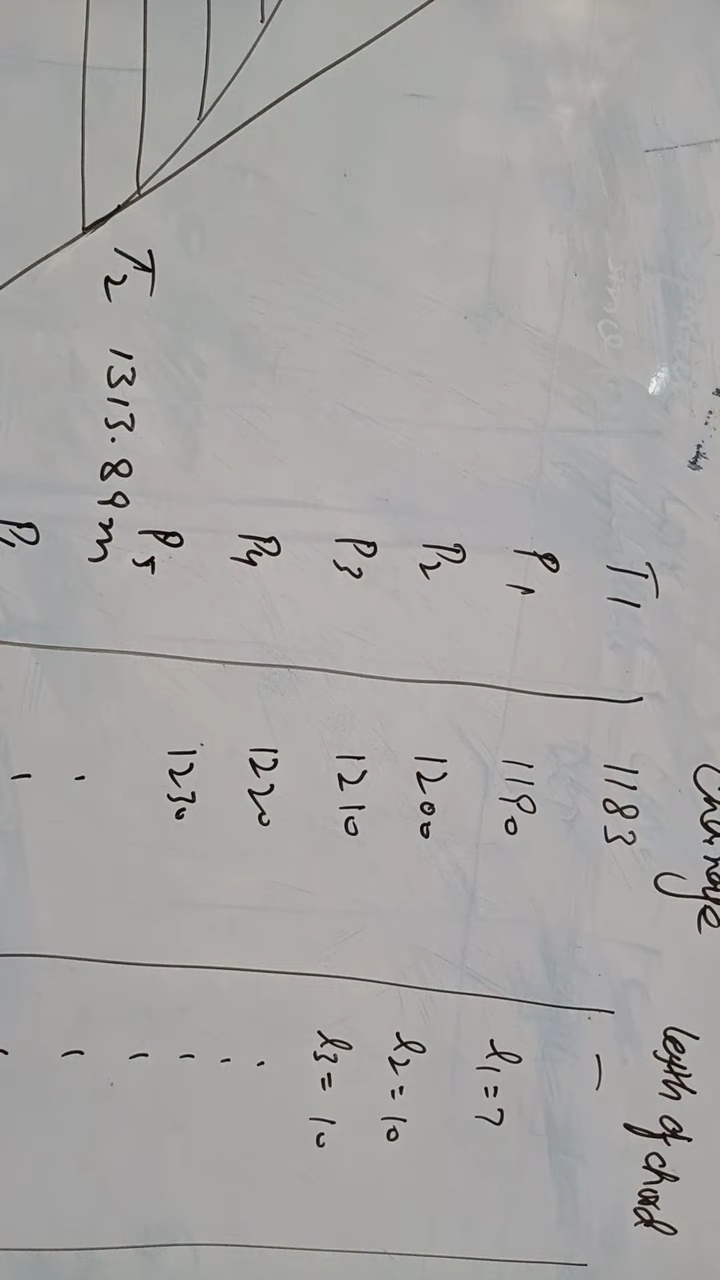 Chainage length of chord
T1 1183 –
P1 1190 l1 = 7
P2 1200 l2 = 10
P3 1210 l3 = 10
P4 1220
P5 1230
T2 1313.89m